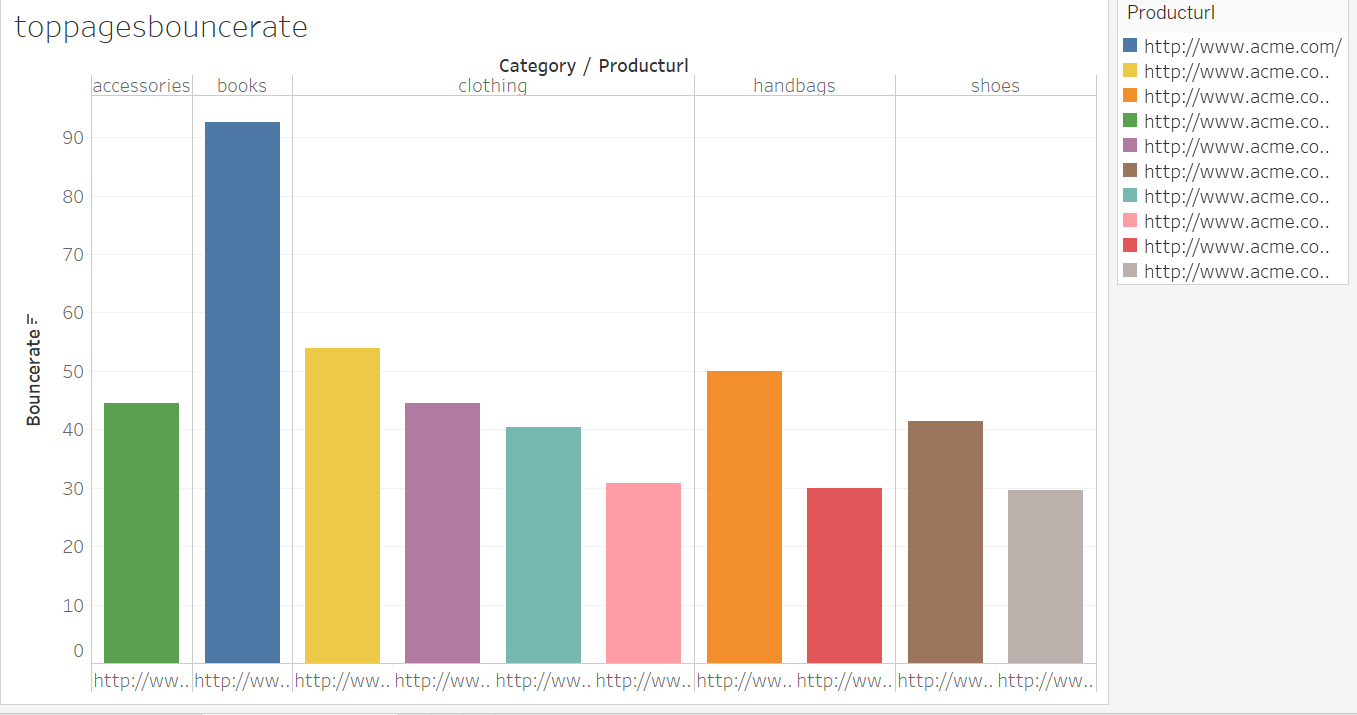 toppagesbouncerate
Category / Producturl
accessories books clothing handbags shoes
Bouncerate
90
80
70
60
50
40
30
20
10
0
http://ww.. http://ww.. http://ww.. http://ww.. http://ww.. http://ww.. http://ww.. http://ww.. http://ww.. http://ww..
Producturl
http://www.acme.com/
http://www.acme.co..
http://www.acme.co..
http://www.acme.co..
http://www.acme.co..
http://www.acme.co..
http://www.acme.co..
http://www.acme.co..
http://www.acme.co..
http://www.acme.co..